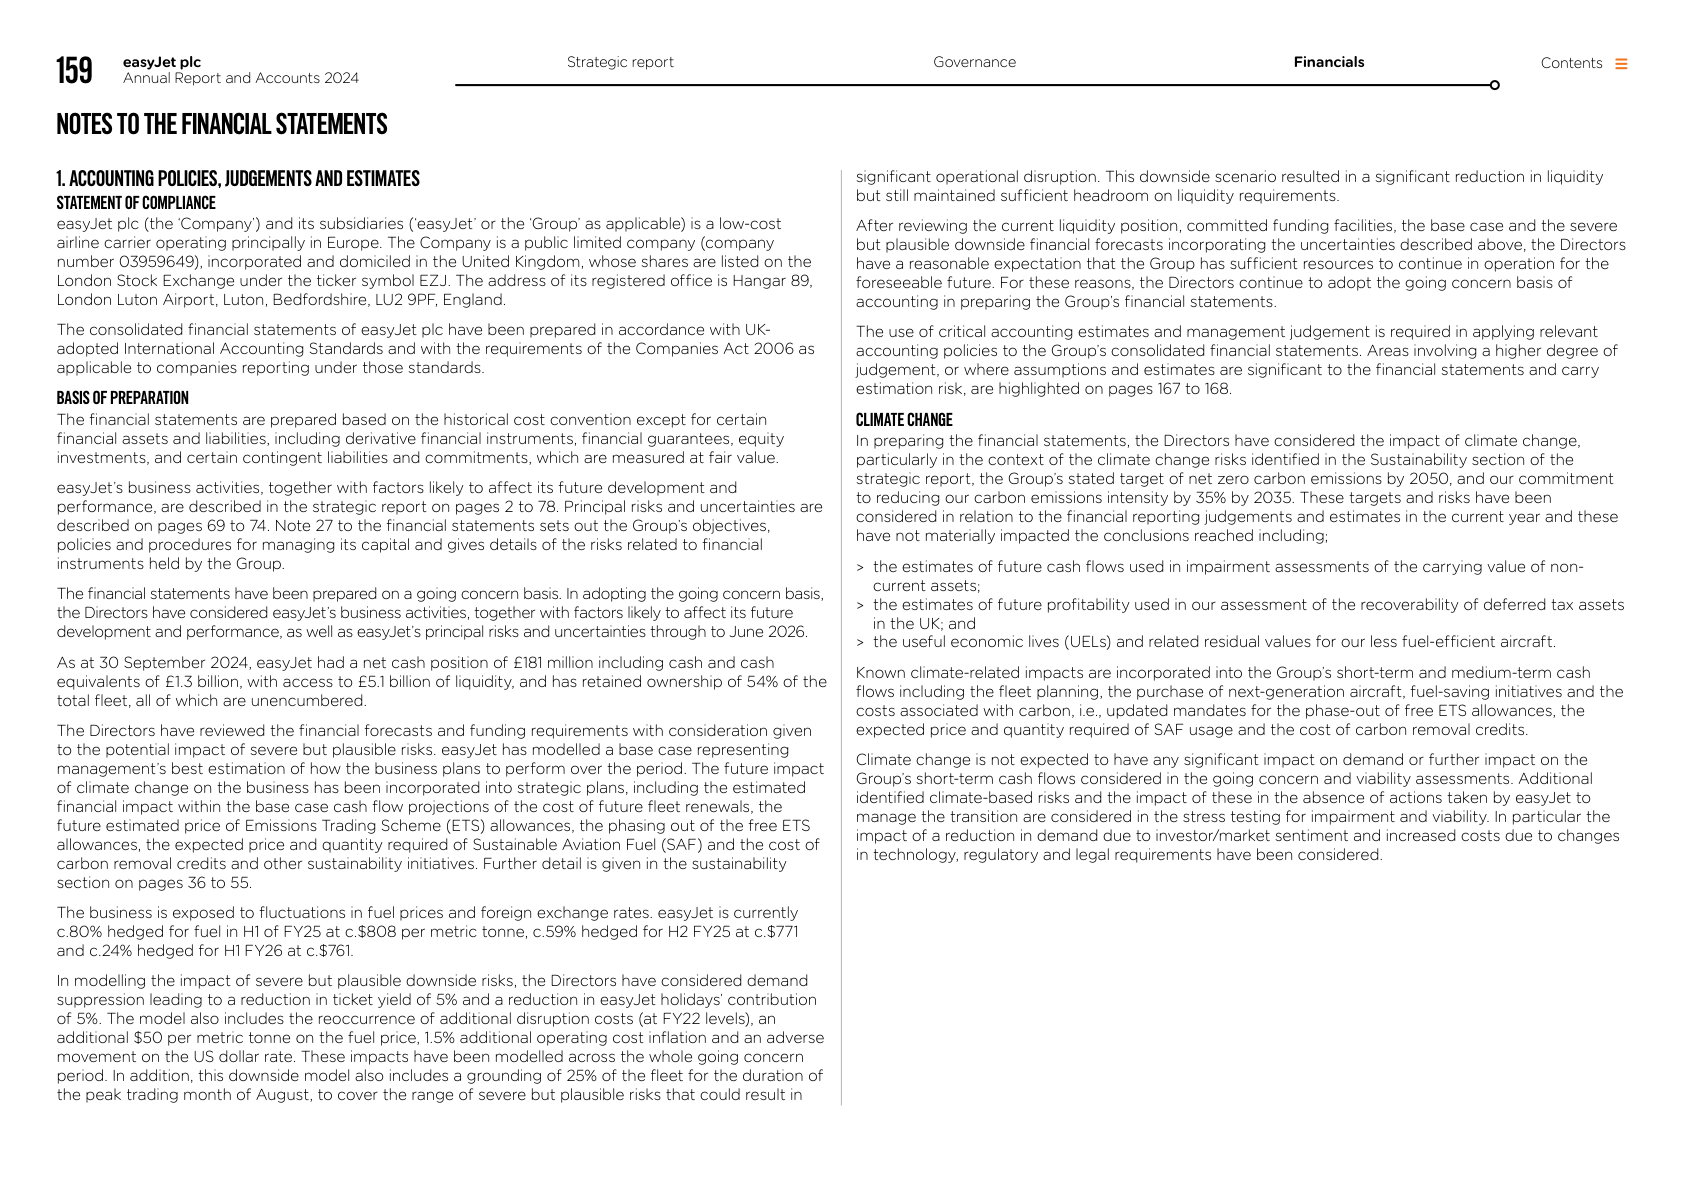 159
easyJet plc
Annual Report and Accounts 2024
Strategic report
Governance
Financials
Contents
NOTES TO THE FINANCIAL STATEMENTS
1. ACCOUNTING POLICIES, JUDGEMENTS AND ESTIMATES
STATEMENT OF COMPLIANCE
easyJet plc (the ‘Company’) and its subsidiaries (‘easyJet’ or the ‘Group’ as applicable) is a low-cost
airline carrier operating principally in Europe. The Company is a public limited company (company
number 03959649), incorporated and domiciled in the United Kingdom, whose shares are listed on the
London Stock Exchange under the ticker symbol EZJ. The address of its registered office is Hangar 89,
London Luton Airport, Luton, Bedfordshire, LU2 9PF, England.
The consolidated financial statements of easyJet plc have been prepared in accordance with UK-
adopted International Accounting Standards and with the requirements of the Companies Act 2006 as
applicable to companies reporting under those standards.
BASIS OF PREPARATION
The financial statements are prepared based on the historical cost convention except for certain
financial assets and liabilities, including derivative financial instruments, financial guarantees, equity
investments, and certain contingent liabilities and commitments, which are measured at fair value.
easyJet’s business activities, together with factors likely to affect its future development and
performance, are described in the strategic report on pages 2 to 78. Principal risks and uncertainties are
described on pages 69 to 74. Note 27 to the financial statements sets out the Group’s objectives,
policies and procedures for managing its capital and gives details of the risks related to financial
instruments held by the Group.
The financial statements have been prepared on a going concern basis. In adopting the going concern basis,
the Directors have considered easyJet’s business activities, together with factors likely to affect its future
development and performance, as well as easyJet’s principal risks and uncertainties through to June 2026.
As at 30 September 2024, easyJet had a net cash position of £181 million including cash and cash
equivalents of £1.3 billion, with access to £5.1 billion of liquidity, and has retained ownership of 54% of the
total fleet, all of which are unencumbered.
The Directors have reviewed the financial forecasts and funding requirements with consideration given
to the potential impact of severe but plausible risks. easyJet has modelled a base case representing
management’s best estimation of how the business plans to perform over the period. The future impact
of climate change on the business has been incorporated into strategic plans, including the estimated
financial impact within the base case cash flow projections of the cost of future fleet renewals, the
future estimated price of Emissions Trading Scheme (ETS) allowances, the phasing out of the free ETS
allowances, the expected price and quantity required of Sustainable Aviation Fuel (SAF) and the cost of
carbon removal credits and other sustainability initiatives. Further detail is given in the sustainability
section on pages 36 to 55.
The business is exposed to fluctuations in fuel prices and foreign exchange rates. easyJet is currently
c.80% hedged for fuel in H1 of FY25 at c.$808 per metric tonne, c.59% hedged for H2 FY25 at c.$771
and c.24% hedged for H1 FY26 at c.$761.
In modelling the impact of severe but plausible downside risks, the Directors have considered demand
suppression leading to a reduction in ticket yield of 5% and a reduction in easyJet holidays’ contribution
of 5%. The model also includes the reoccurrence of additional disruption costs (at FY22 levels), an
additional $50 per metric tonne on the fuel price, 1.5% additional operating cost inflation and an adverse
movement on the US dollar rate. These impacts have been modelled across the whole going concern
period. In addition, this downside model also includes a grounding of 25% of the fleet for the duration of
the peak trading month of August, to cover the range of severe but plausible risks that could result in
significant operational disruption. This downside scenario resulted in a significant reduction in liquidity
but still maintained sufficient headroom on liquidity requirements.
After reviewing the current liquidity position, committed funding facilities, the base case and the severe
but plausible downside financial forecasts incorporating the uncertainties described above, the Directors
have a reasonable expectation that the Group has sufficient resources to continue in operation for the
foreseeable future. For these reasons, the Directors continue to adopt the going concern basis of
accounting in preparing the Group’s financial statements.
The use of critical accounting estimates and management judgement is required in applying relevant
accounting policies to the Group’s consolidated financial statements. Areas involving a higher degree of
judgement, or where assumptions and estimates are significant to the financial statements and carry
estimation risk, are highlighted on pages 167 to 168.
CLIMATE CHANGE
In preparing the financial statements, the Directors have considered the impact of climate change,
particularly in the context of the climate change risks identified in the Sustainability section of the
strategic report, the Group’s stated target of net zero carbon emissions by 2050, and our commitment
to reducing our carbon emissions intensity by 35% by 2035. These targets and risks have been
considered in relation to the financial reporting judgements and estimates in the current year and these
have not materially impacted the conclusions reached including;
> the estimates of future cash flows used in impairment assessments of the carrying value of non-
current assets;
> the estimates of future profitability used in our assessment of the recoverability of deferred tax assets
in the UK; and
> the useful economic lives (UELs) and related residual values for our less fuel-efficient aircraft.
Known climate-related impacts are incorporated into the Group’s short-term and medium-term cash
flows including the fleet planning, the purchase of next-generation aircraft, fuel-saving initiatives and the
costs associated with carbon, i.e., updated mandates for the phase-out of free ETS allowances, the
expected price and quantity required of SAF usage and the cost of carbon removal credits.
Climate change is not expected to have any significant impact on demand or further impact on the
Group’s short-term cash flows considered in the going concern and viability assessments. Additional
identified climate-based risks and the impact of these in the absence of actions taken by easyJet to
manage the transition are considered in the stress testing for impairment and viability. In particular the
impact of a reduction in demand due to investor/market sentiment and increased costs due to changes
in technology, regulatory and legal requirements have been considered.